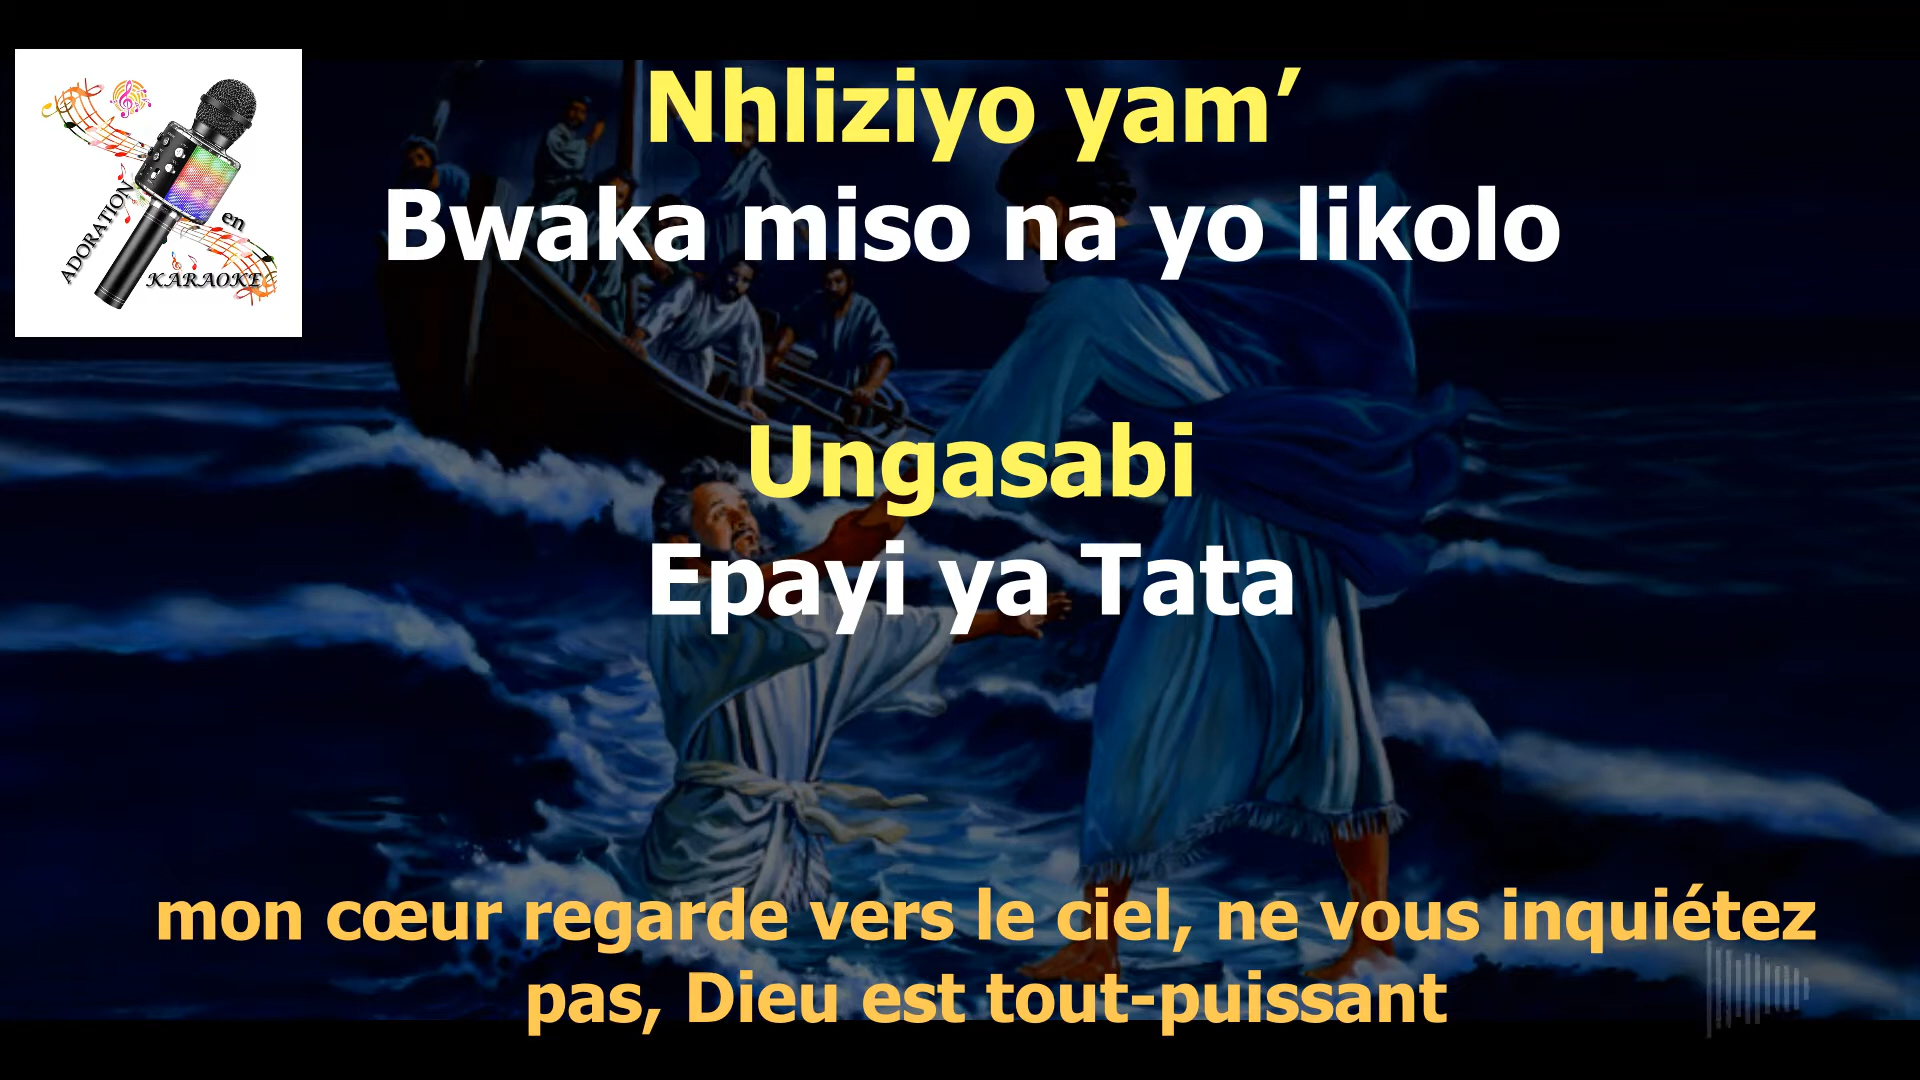 ADORATION
en
KARAOKE
Nhliziyo yam’
Bwaka miso na yo likolo
Ungasabi
Epayi ya Tata
mon cœur regarde vers le ciel, ne vous inquiétez
pas, Dieu est tout-puissant